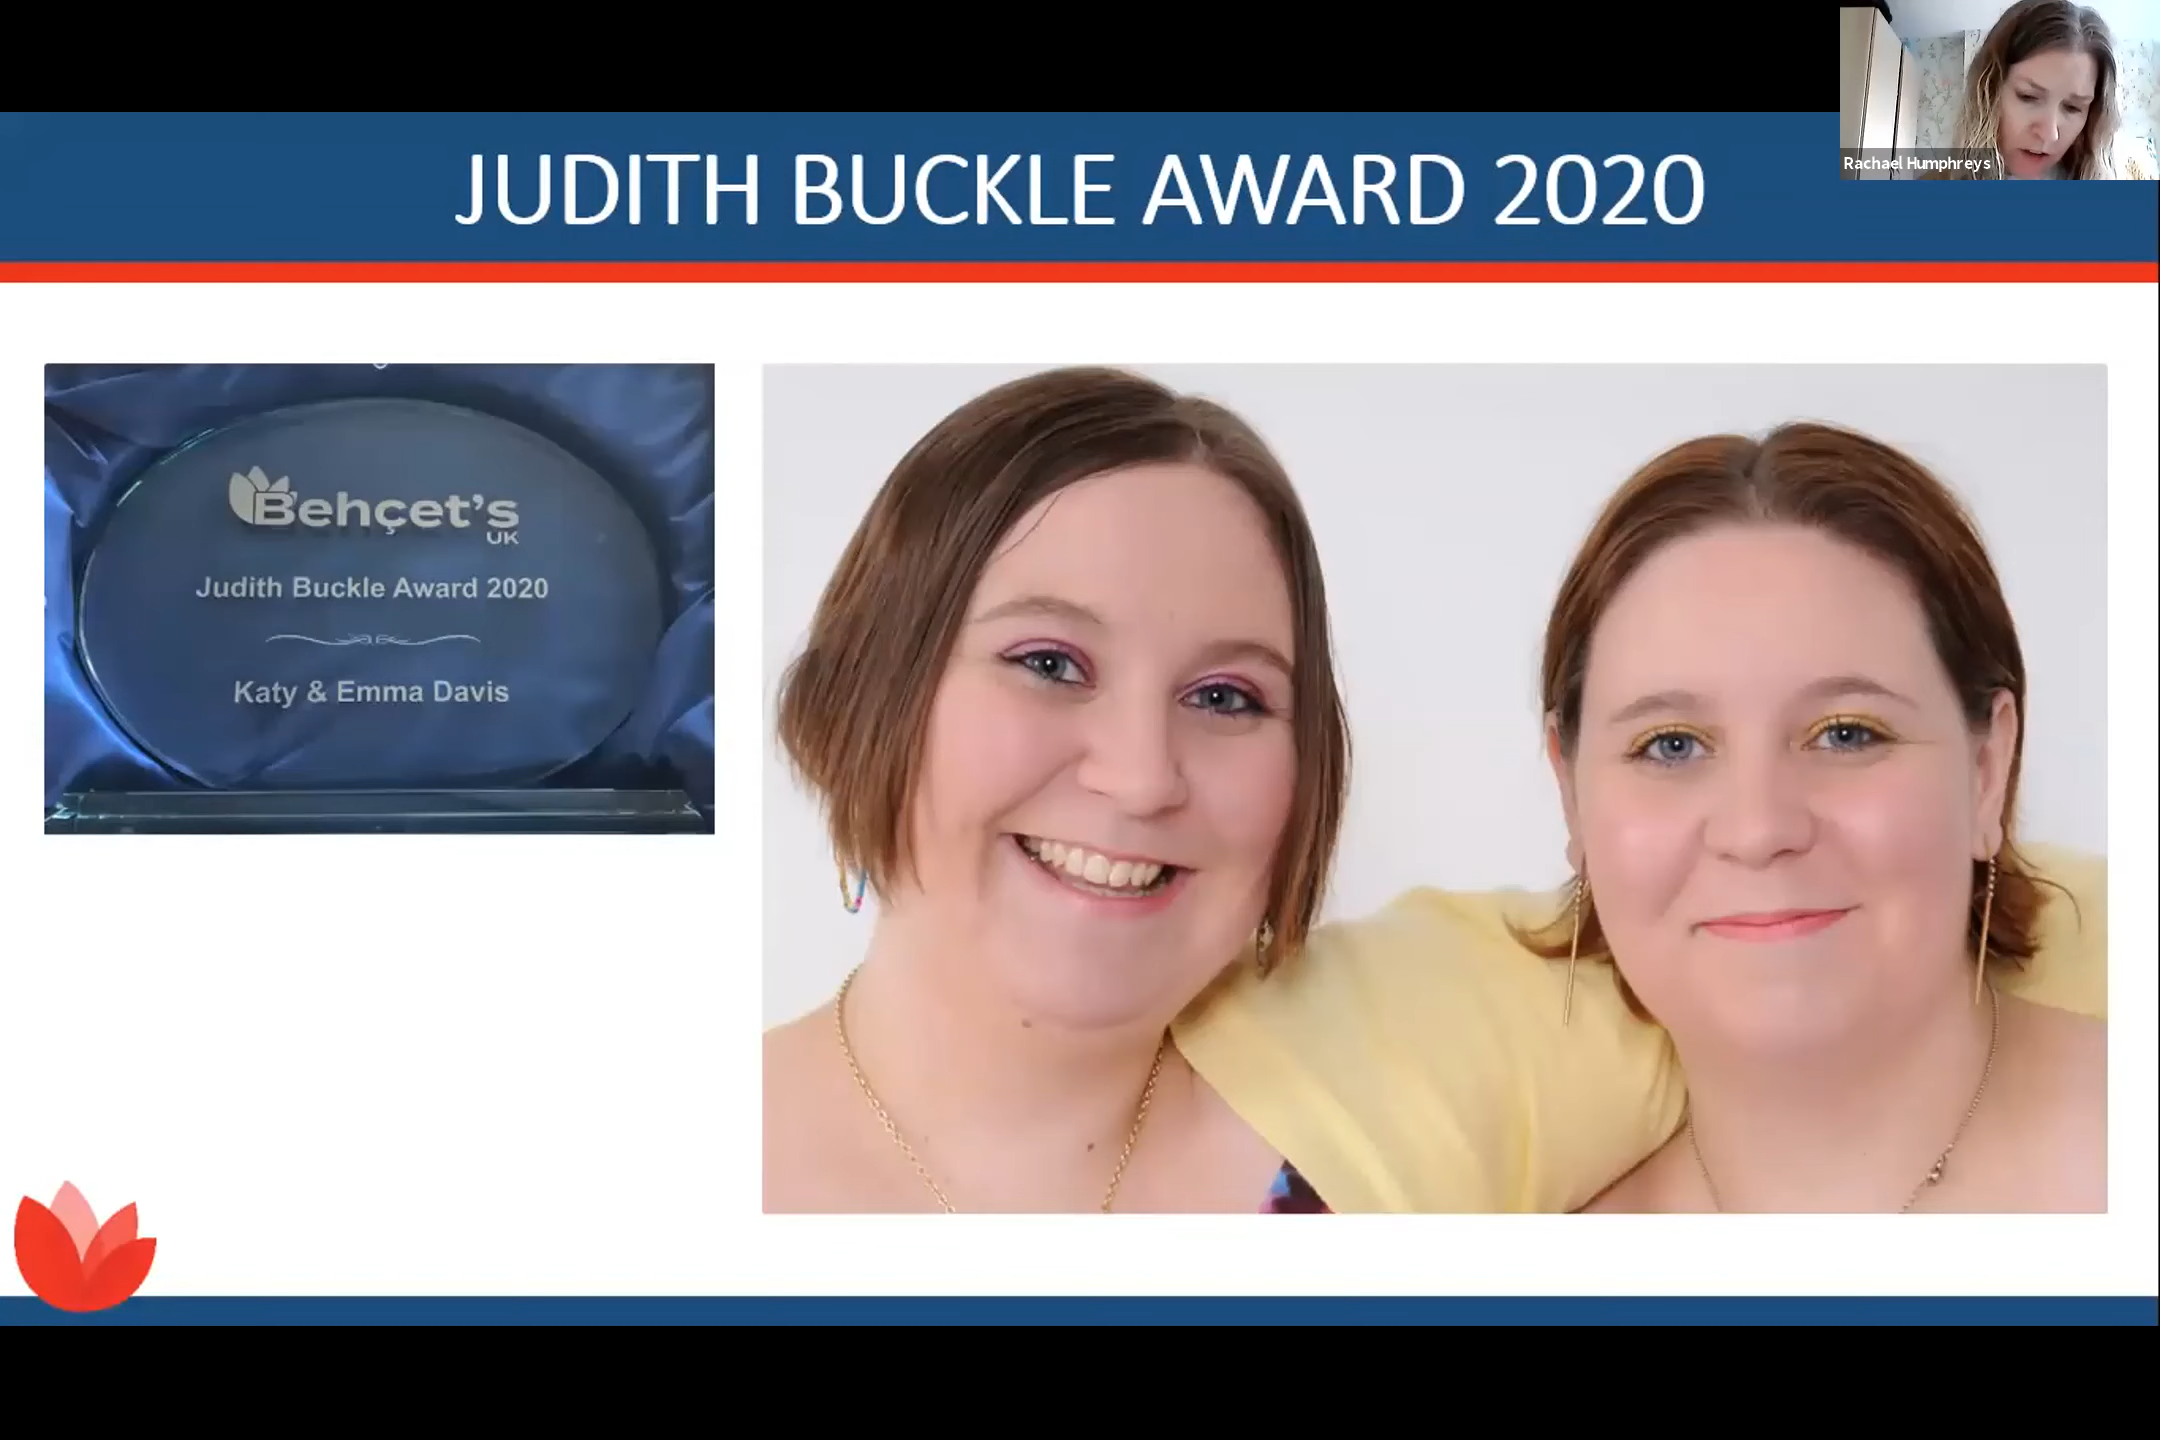 JUDITH BUCKLE AWARD 2020
Rachael Humphreys
Behçet's
UK
Judith Buckle Award 2020
Katy & Emma Davis